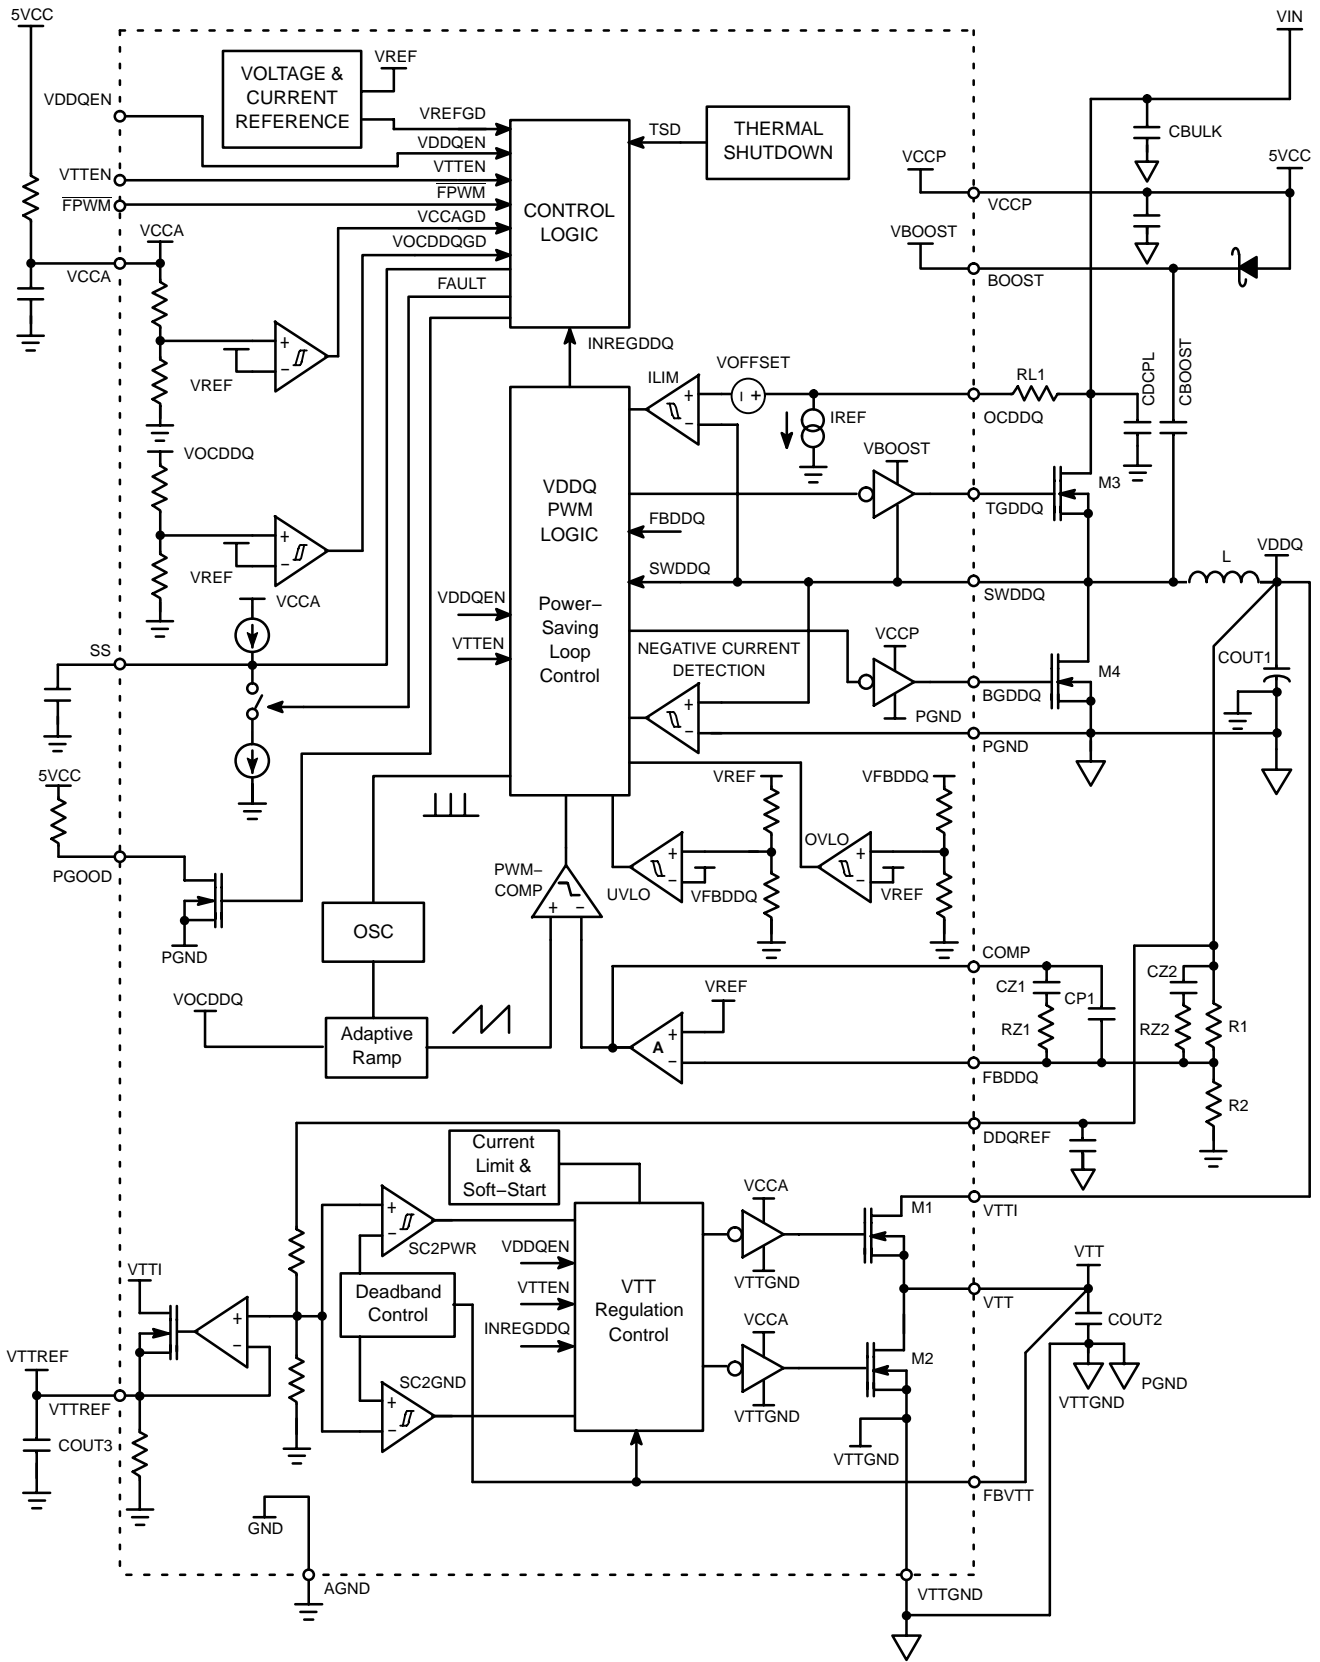 5VCC
VIN
VOLTAGE &
CURRENT
REFERENCE
VREF
VDDQEN
VREFGD
VDDQEN
VTTEN
FPWM
VCCAGD
VOCDDQGD
FAULT
CONTROL
LOGIC
TSD
THERMAL
SHUTDOWN
CBULK
VTTEN
FPWM
VCCA
VCCA
VCCP
VCCP
5VCC
VBOOST
BOOST
VREF
+
−
INREGDDQ
ILIM
+
−
VOFFSET
− +
IREF
RL1
OCDDQ
CDCPL
CBOOST
VOCDDQ
+
−
VREF
VDDQ
PWM
LOGIC
Power−
Saving
Loop
Control
FBDDQ
SWDDQ
VBOOST
TGDDQ
M3
SWDDQ
L
VDDQ
VCCA
VDDQEN
VTTEN
SS
NEGATIVE CURRENT
DETECTION
+
−
VCCP
PGND
BGDDQ
M4
COUT1
PGND
5VCC
PGOOD
PGND
VREF
VFBDDQ
OVLO
+
−
UVLO
+
−
VFBDDQ
VREF
PWM−
COMP
+ −
OSC
VOCDDQ
Adaptive
Ramp
VREF
A
+
−
COMP
CZ1
CP1
RZ1
CZ2
RZ2
R1
FBDDQ
R2
DDQREF
Current
Limit &
Soft−Start
VTTI
+
−
SC2PWR
Deadband
Control
+
−
SC2GND
VDDQEN
VTTEN
INREGDDQ
VTT
Regulation
Control
VCCA
VTTGND
VCCA
VTTGND
M1
M2
VTTI
+
−
VTTREF
VTTREF
COUT3
VTT
VTT
COUT2
VTTGND
PGND
VTTGND
FBVTT
GND
AGND
VTTGND